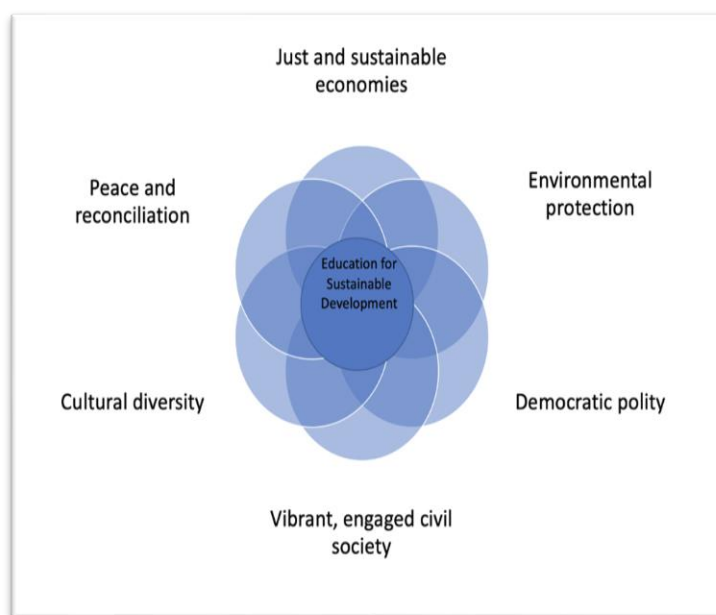 Just and sustainable
economies
Peace and
reconciliation
Environmental
protection
Education for
Sustainable
Development
Cultural diversity
Democratic polity
Vibrant, engaged civil
society